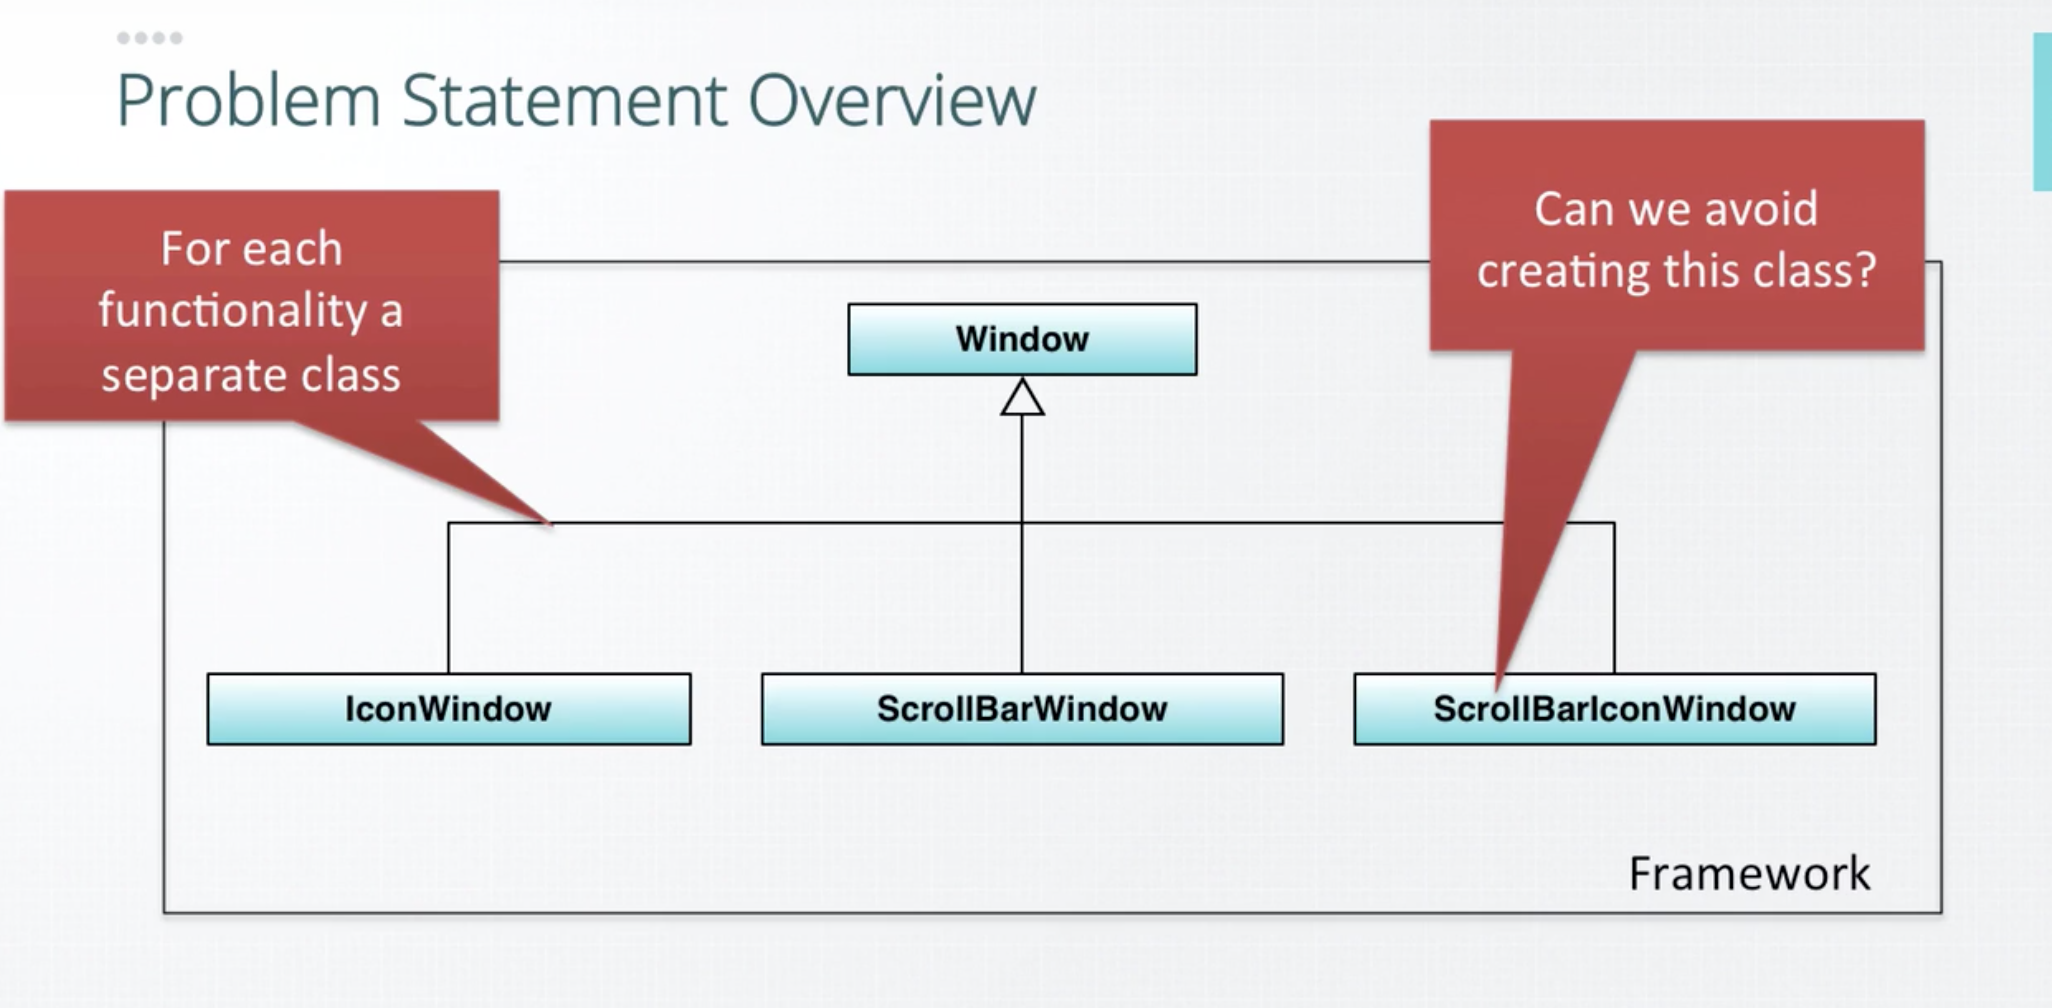 Problem Statement Overview
For each
functionality a
separate class
Can we avoid
creating this class?
Window
IconWindow
ScrollBarWindow
ScrollBarIconWindow
Framework